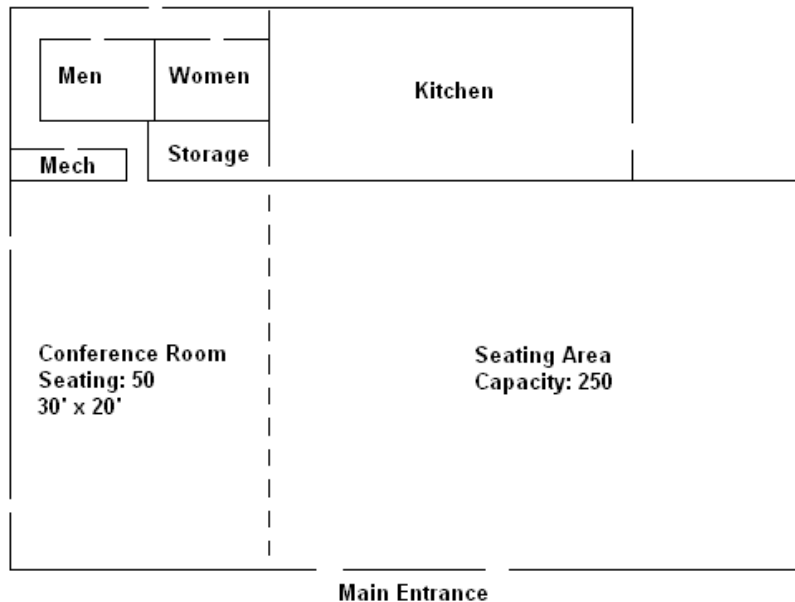 Men
Women
Kitchen
Storage
Mech
Conference Room
Seating: 50
30' x 20'
Seating Area
Capacity: 250
Main Entrance